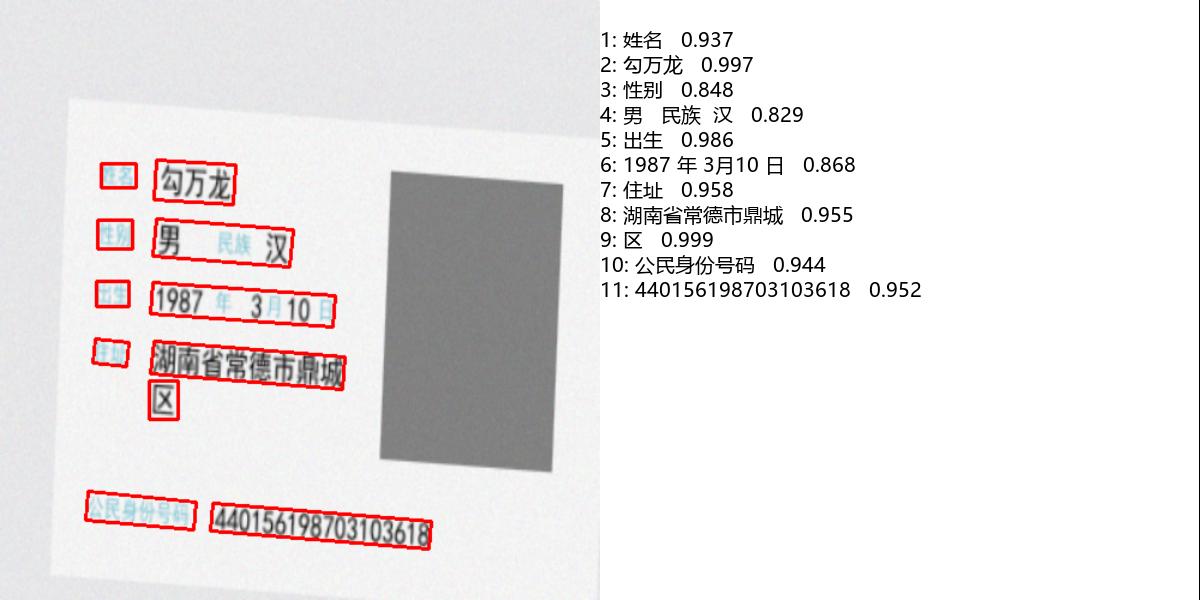 姓名 勾万龙
性别 男 民族 汉
出生 1987 年 3月10 日
住址 湖南省常德市鼎城
区
公民身份号码 440156198703103618
1: 姓名 0.937
2: 勾万龙 0.997
3: 性别 0.848
4: 男 民族 汉 0.829
5: 出生 0.986
6: 1987 年 3月10 日 0.868
7: 住址 0.958
8: 湖南省常德市鼎城 0.955
9: 区 0.999
10: 公民身份号码 0.944
11: 440156198703103618 0.952